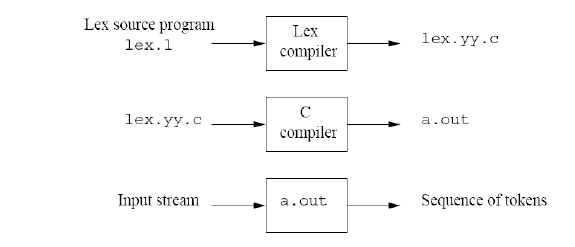 Lex source program
lex.l
Lex
compiler
lex.yy.c
lex.yy.c
C
compiler
a.out
Input stream
a.out
Sequence of tokens